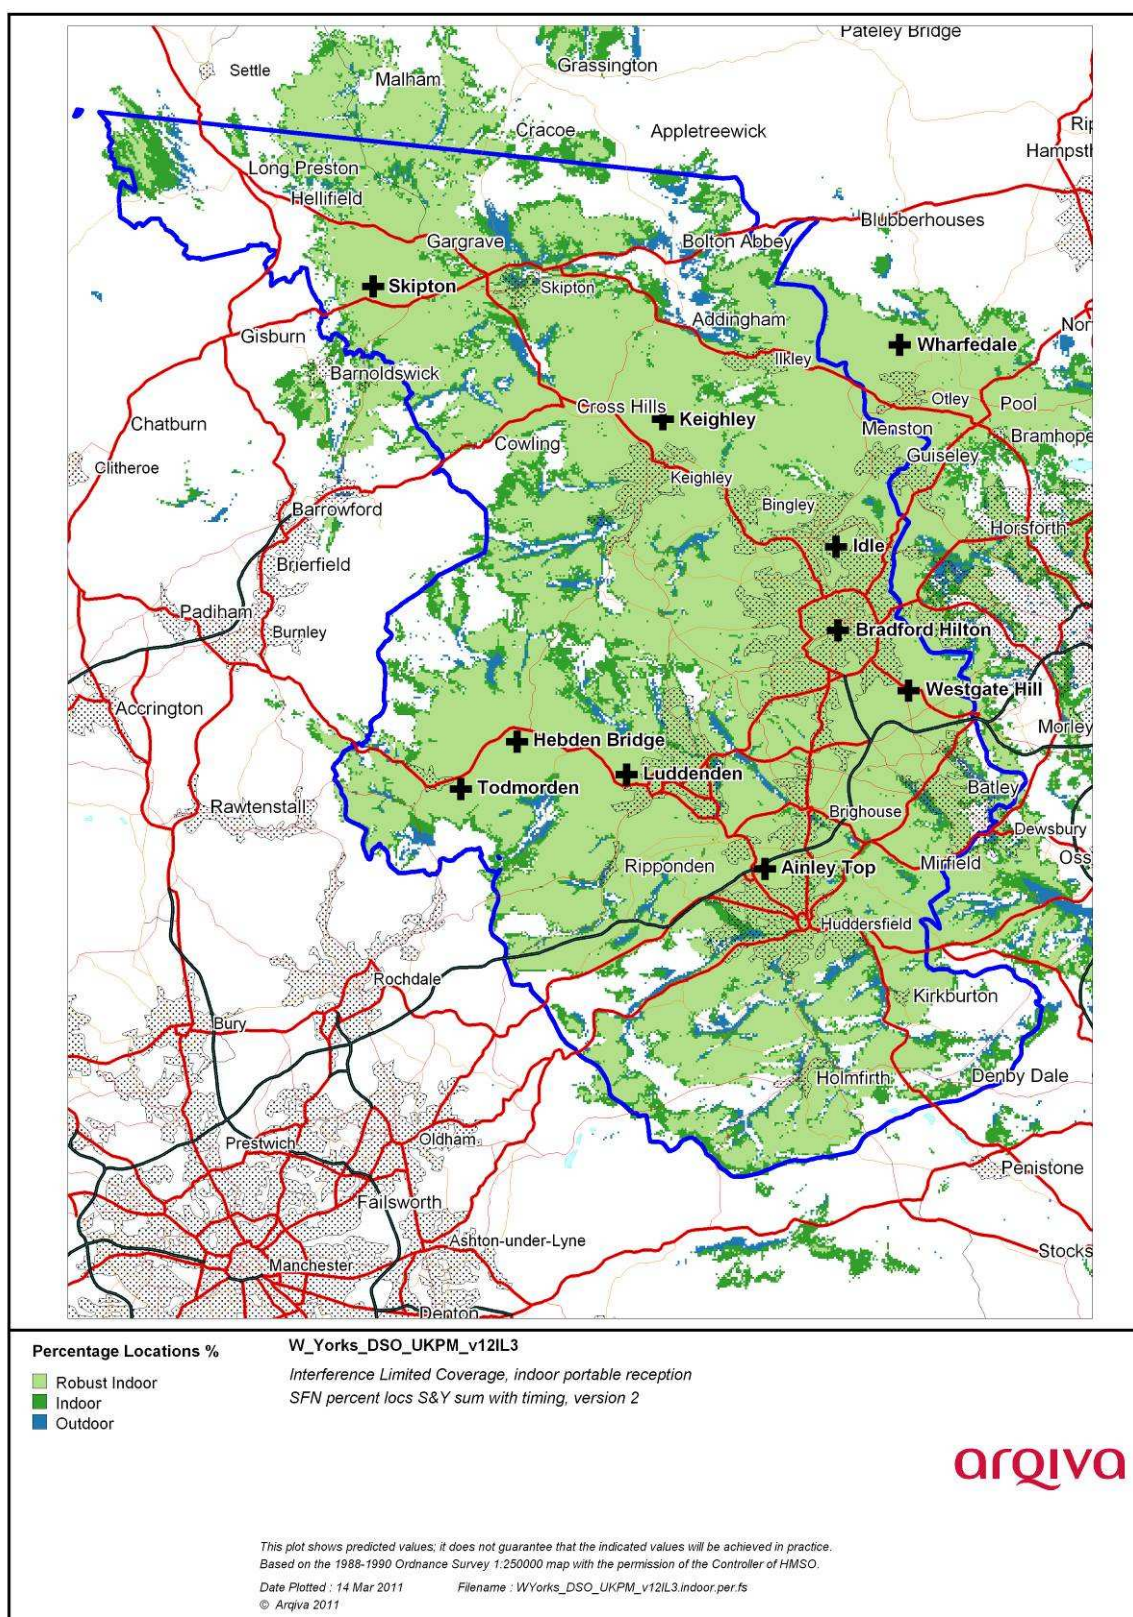 Pateley Bridge
Settle
Grassington
Malham
Cracoe
Appletreewick
Rip
Hampsth
Long Preston
Hellifield
Blubberhouses
Gargrave
Bolton Abbey
Skipton
Skipton
Addingham
Nor
Gisburn
Wharfedale
Ilkley
Barnoldswick
Otley
Pool
Cross Hills
Keighley
Chatburn
Menston
Bramhope
Cowling
Guiseley
Clitheroe
Keighley
Bingley
Barrowford
Horsforth
Idle
Brierfield
Padiham
Burnley
Bradford Hilton
Westgate Hill
Accrington
Morley
Hebden Bridge
Luddenden
Todmorden
Batley
Rawtenstall
Brighouse
Dewsbury
Ripponden
Ainley Top
Mirfield
Oss
Huddersfield
Rochdale
Kirkburton
Bury
Holmfirth
Denby Dale
Prestwich
Oldham
Penistone
Failsworth
Ashton-under-Lyne
Stocks
Manchester
Denton
Percentage Locations %
Robust Indoor
Indoor
Outdoor
W_Yorks_DSO_UKPM_v12IL3
Interference Limited Coverage, indoor portable reception
SFN percent locs S&Y sum with timing, version 2
arqiva
This plot shows predicted values; it does not guarantee that the indicated values will be achieved in practice.
Based on the 1988-1990 Ordnance Survey 1:250000 map with the permission of the Controller of HMSO.
Date Plotted : 14 Mar 2011 Filename : WYorks_DSO_UKPM_v12IL3.indoor.per.fs
© Arqiva 2011